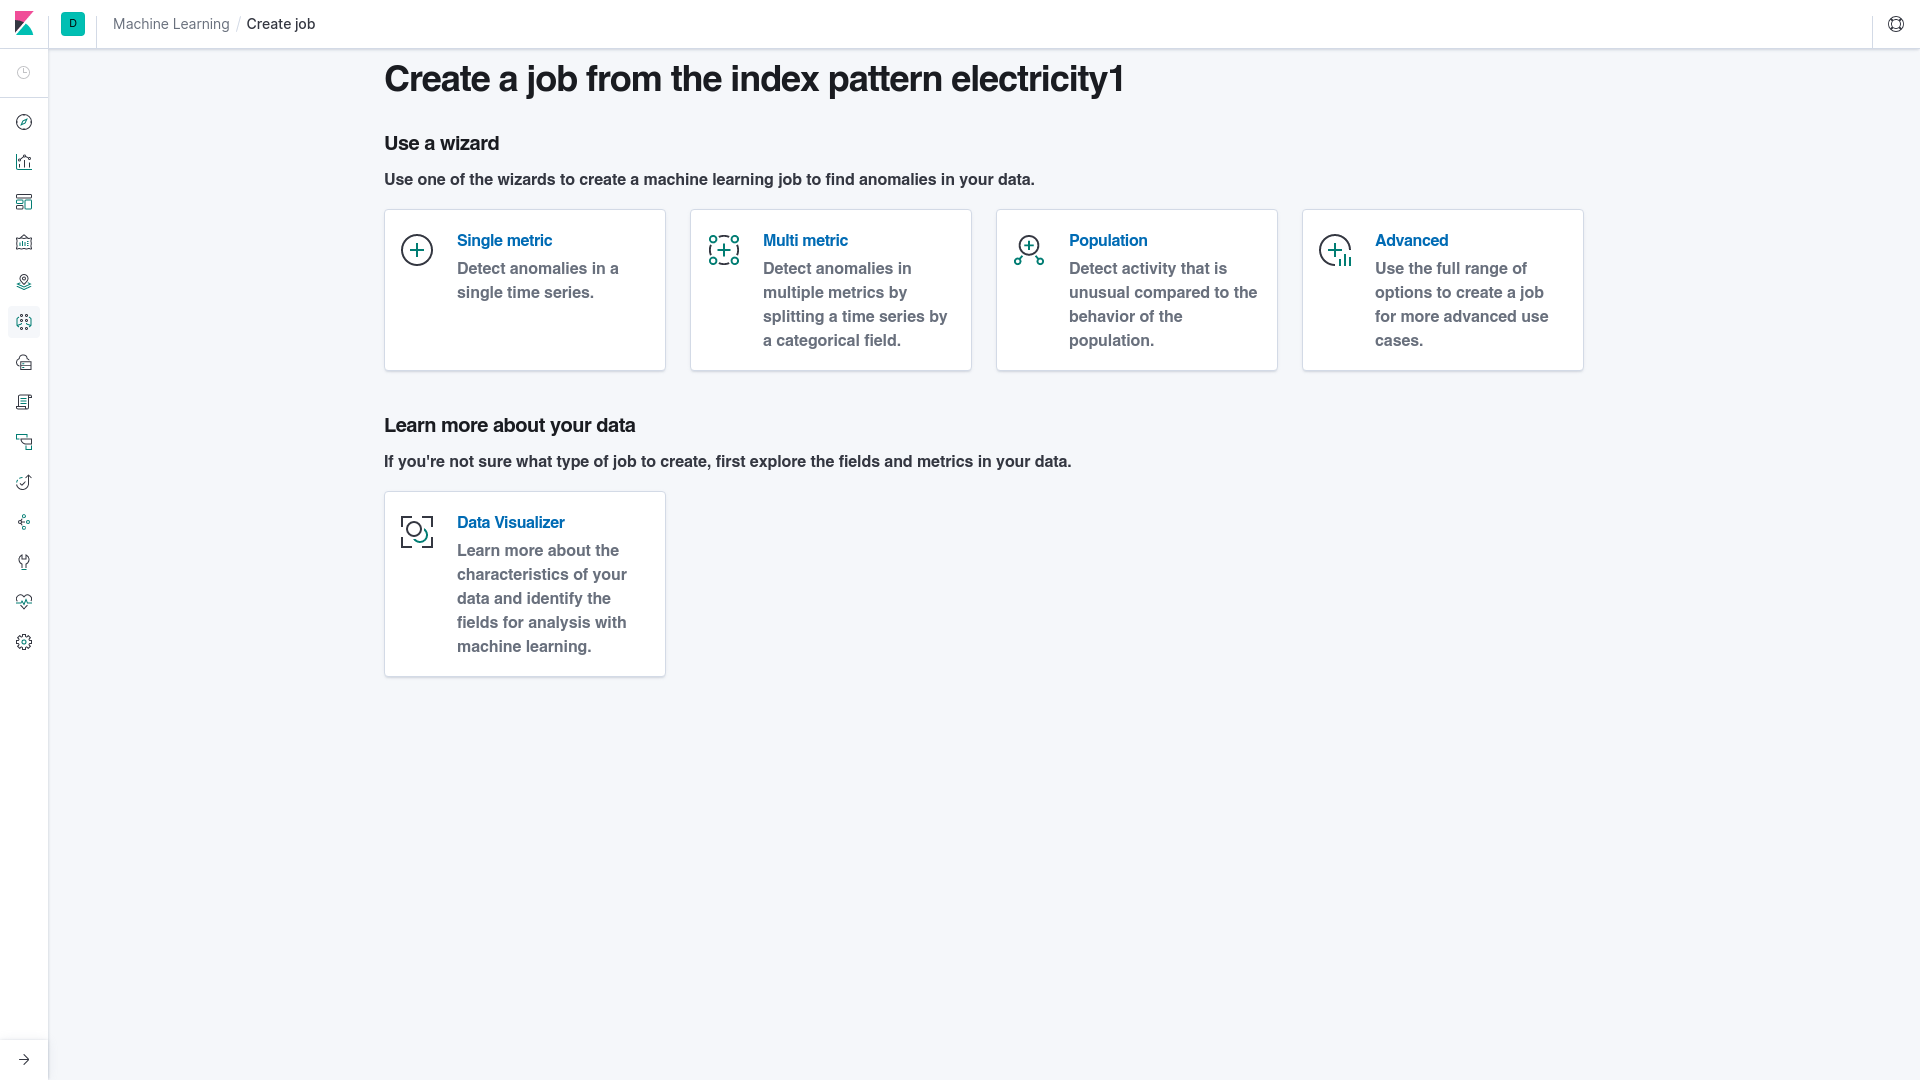 D
Machine Learning / Create job
Create a job from the index pattern electricity1
Use a wizard
Use one of the wizards to create a machine learning job to find anomalies in your data.
Single metric
Detect anomalies in a
single time series.
Multi metric
Detect anomalies in
multiple metrics by
splitting a time series by
a categorical field.
Population
Detect activity that is
unusual compared to the
behavior of the
population.
Advanced
Use the full range of
options to create a job
for more advanced use
cases.
Learn more about your data
If you're not sure what type of job to create, first explore the fields and metrics in your data.
Data Visualizer
Learn more about the
characteristics of your
data and identify the
fields for analysis with
machine learning.